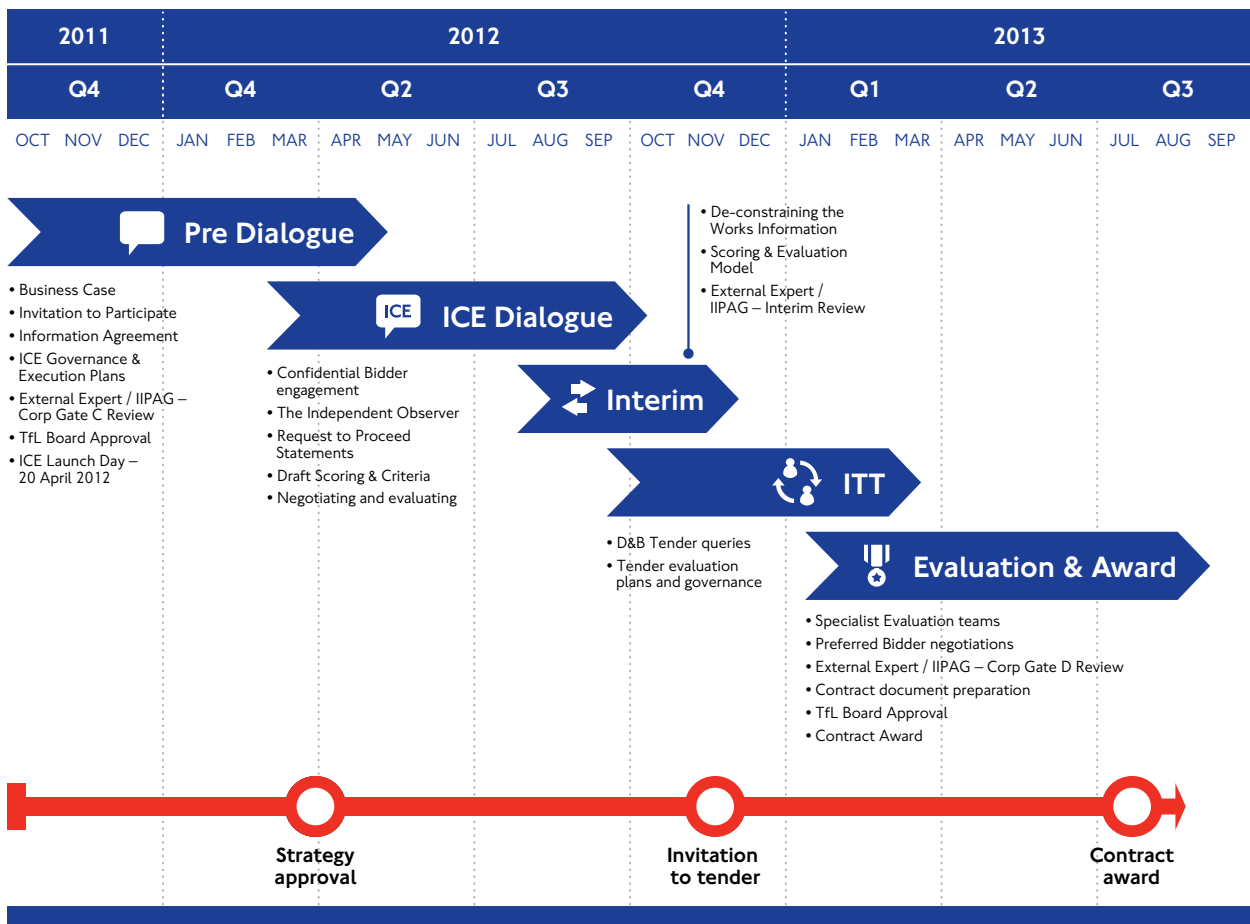 2011 2012 2013
Q4 Q4 Q2 Q3 Q4 Q1 Q2 Q3
OCT NOV DEC JAN FEB MAR APR MAY JUN JUL AUG SEP OCT NOV DEC JAN FEB MAR APR MAY JUN JUL AUG SEP
Pre Dialogue
• Business Case
• Invitation to Participate
• Information Agreement
• ICE Governance &
Execution Plans
• External Expert / IIPAG –
Corp Gate C Review
• TfL Board Approval
• ICE Launch Day –
20 April 2012
ICE
ICE Dialogue
• Confidential Bidder
engagement
• The Independent Observer
• Request to Proceed
Statements
• Draft Scoring & Criteria
• Negotiating and evaluating
• De-constraining the
Works Information
• Scoring & Evaluation
Model
• External Expert /
IIPAG – Interim Review
Interim
ITT
• D&B Tender queries
• Tender evaluation
plans and governance
Evaluation & Award
• Specialist Evaluation teams
• Preferred Bidder negotiations
• External Expert / IIPAG – Corp Gate D Review
• Contract document preparation
• TfL Board Approval
• Contract Award
Strategy
approval
Invitation
to tender
Contract
award